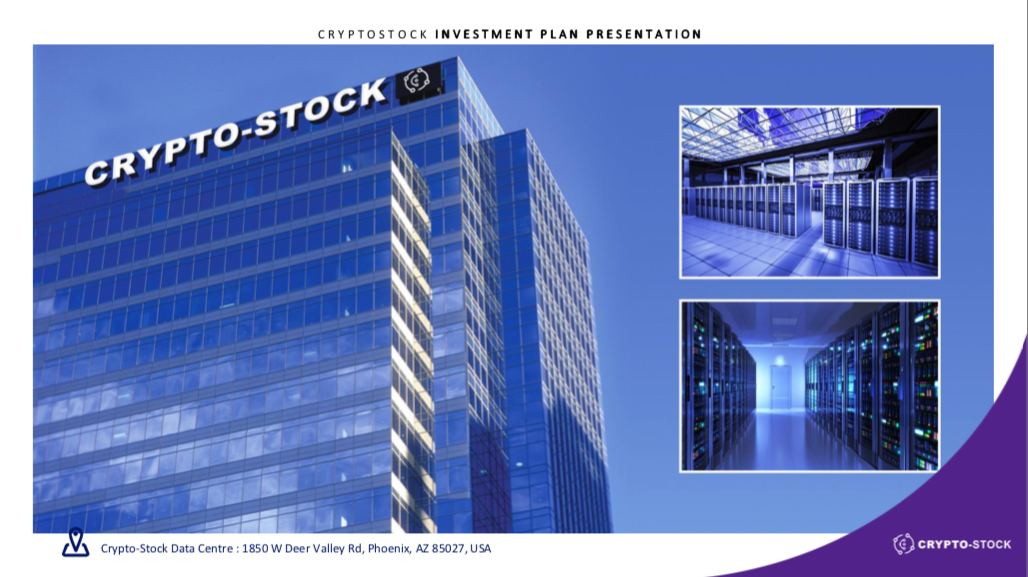 CRYPTOSTOCK INVESTMENT PLAN PRESENTATION
CRYPTO-STOCK
Crypto-Stock Data Centre : 1850 W Deer Valley Rd, Phoenix, AZ 85027, USA
CRYPTO-STOCK